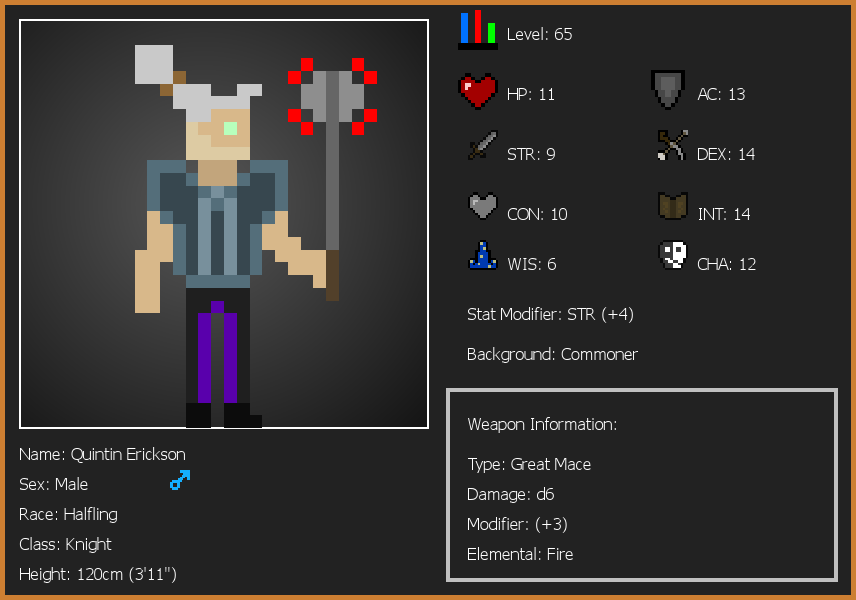 Level: 65
HP: 11
AC: 13
STR: 9
DEX: 14
CON: 10
INT: 14
WIS: 6
CHA: 12
Stat Modifier: STR (+4)
Background: Commoner
Weapon Information:
Type: Great Mace
Damage: d6
Modifier: (+3)
Elemental: Fire
Name: Quintin Erickson
Sex: Male
Race: Halfling
Class: Knight
Height: 120cm (3'11")